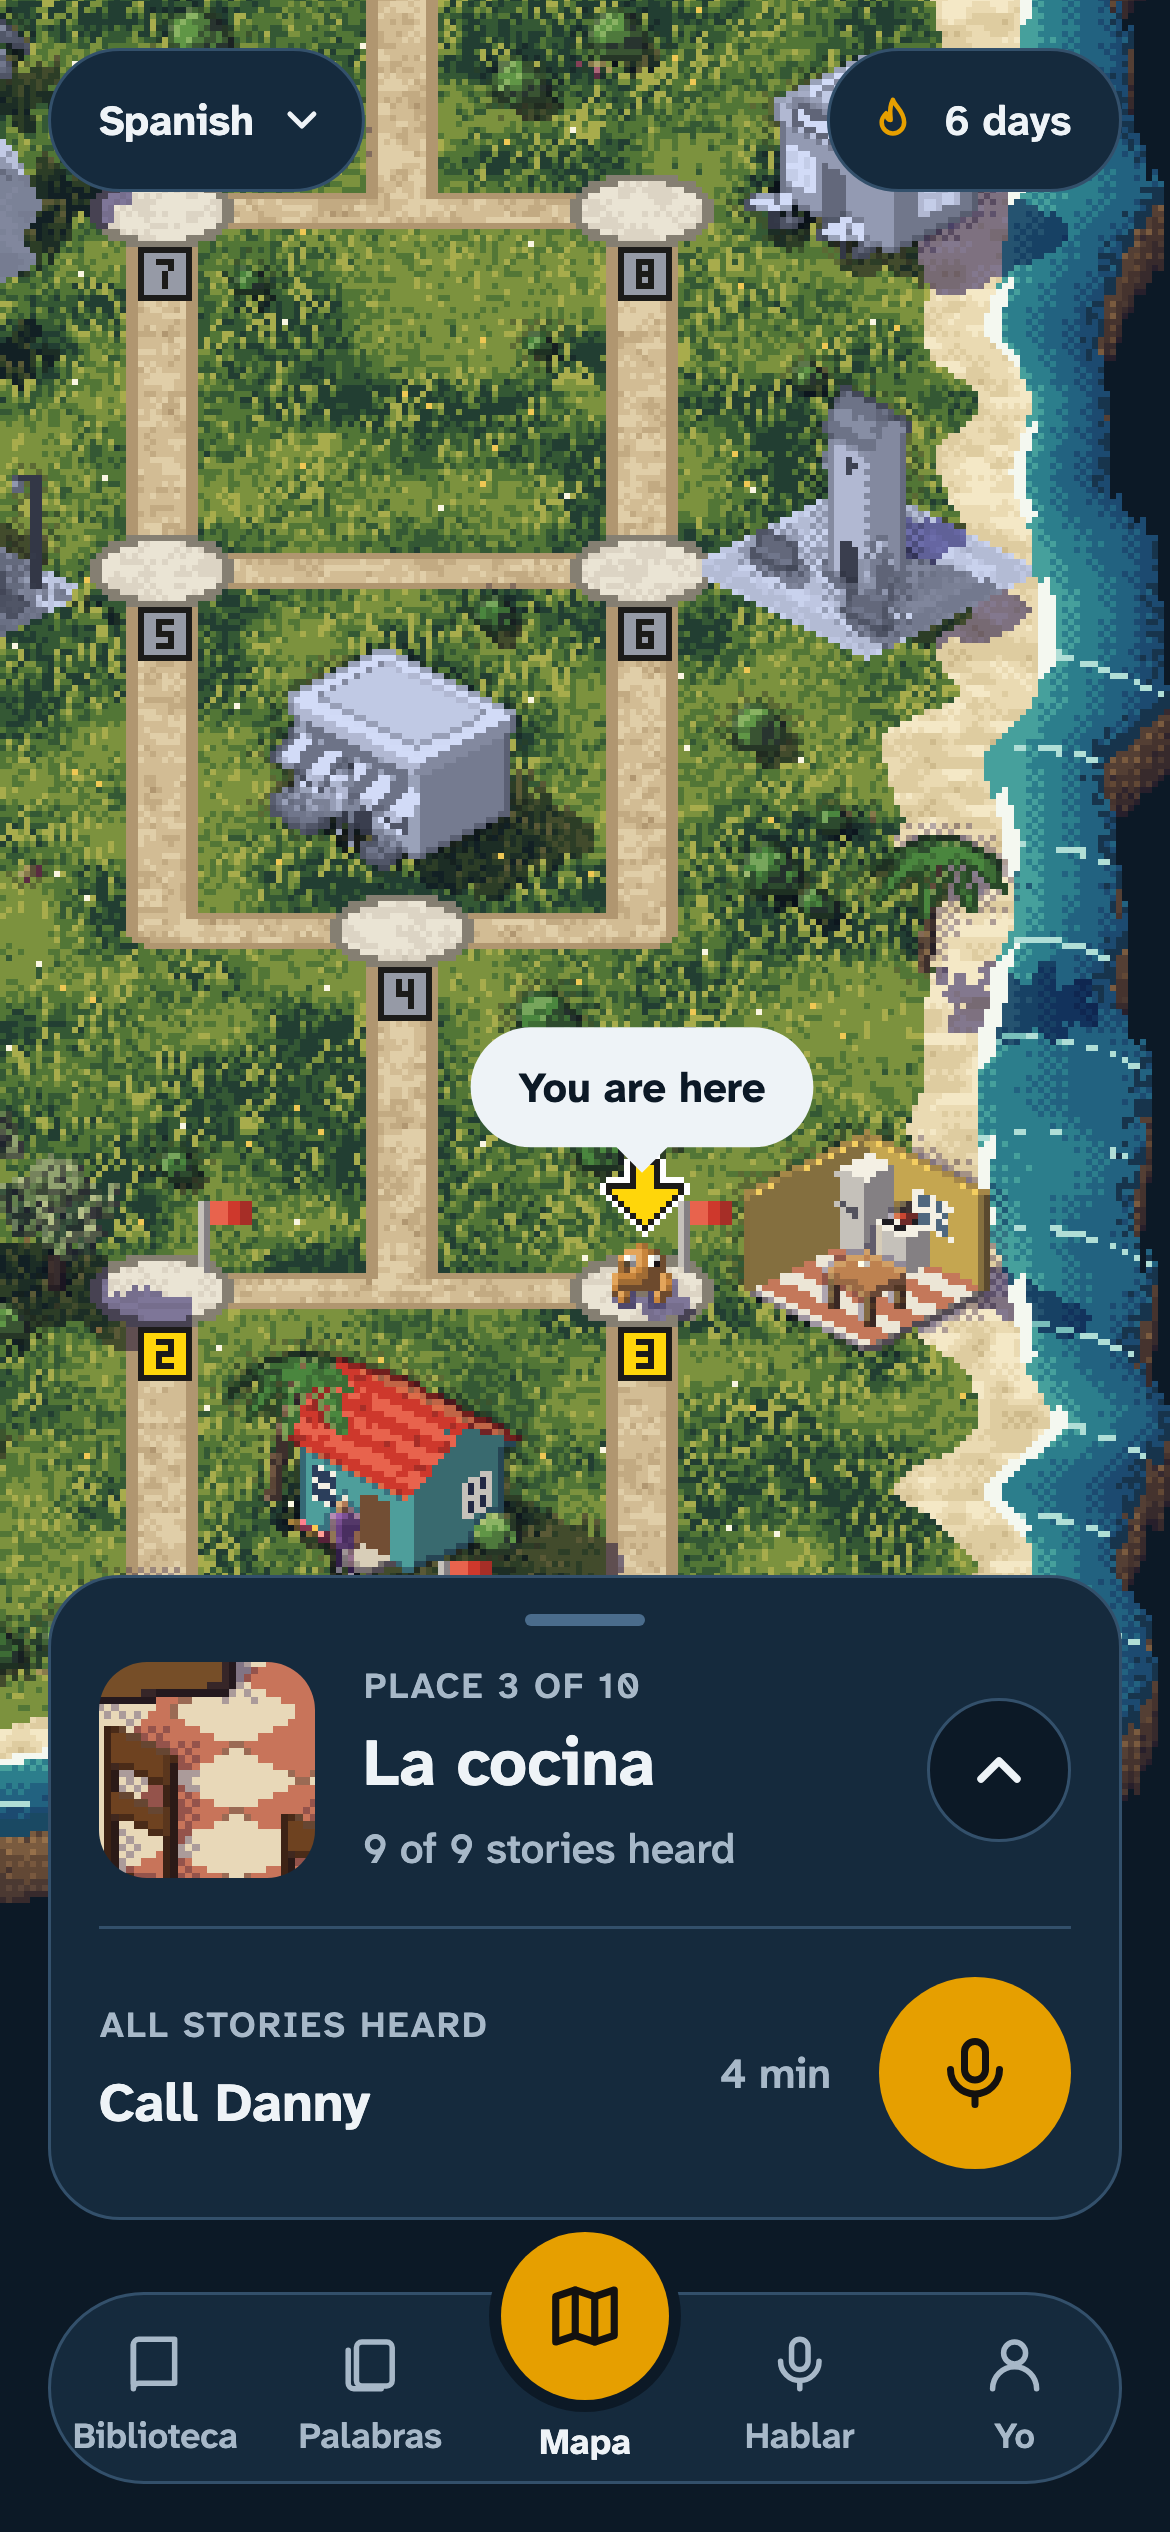 Spanish
6 days
7
8
5
6
4
You are here
2
3
PLACE 3 OF 10
La cocina
9 of 9 stories heard
ALL STORIES HEARD
Call Danny
4 min
Biblioteca
Palabras
Mapa
Hablar
Yo